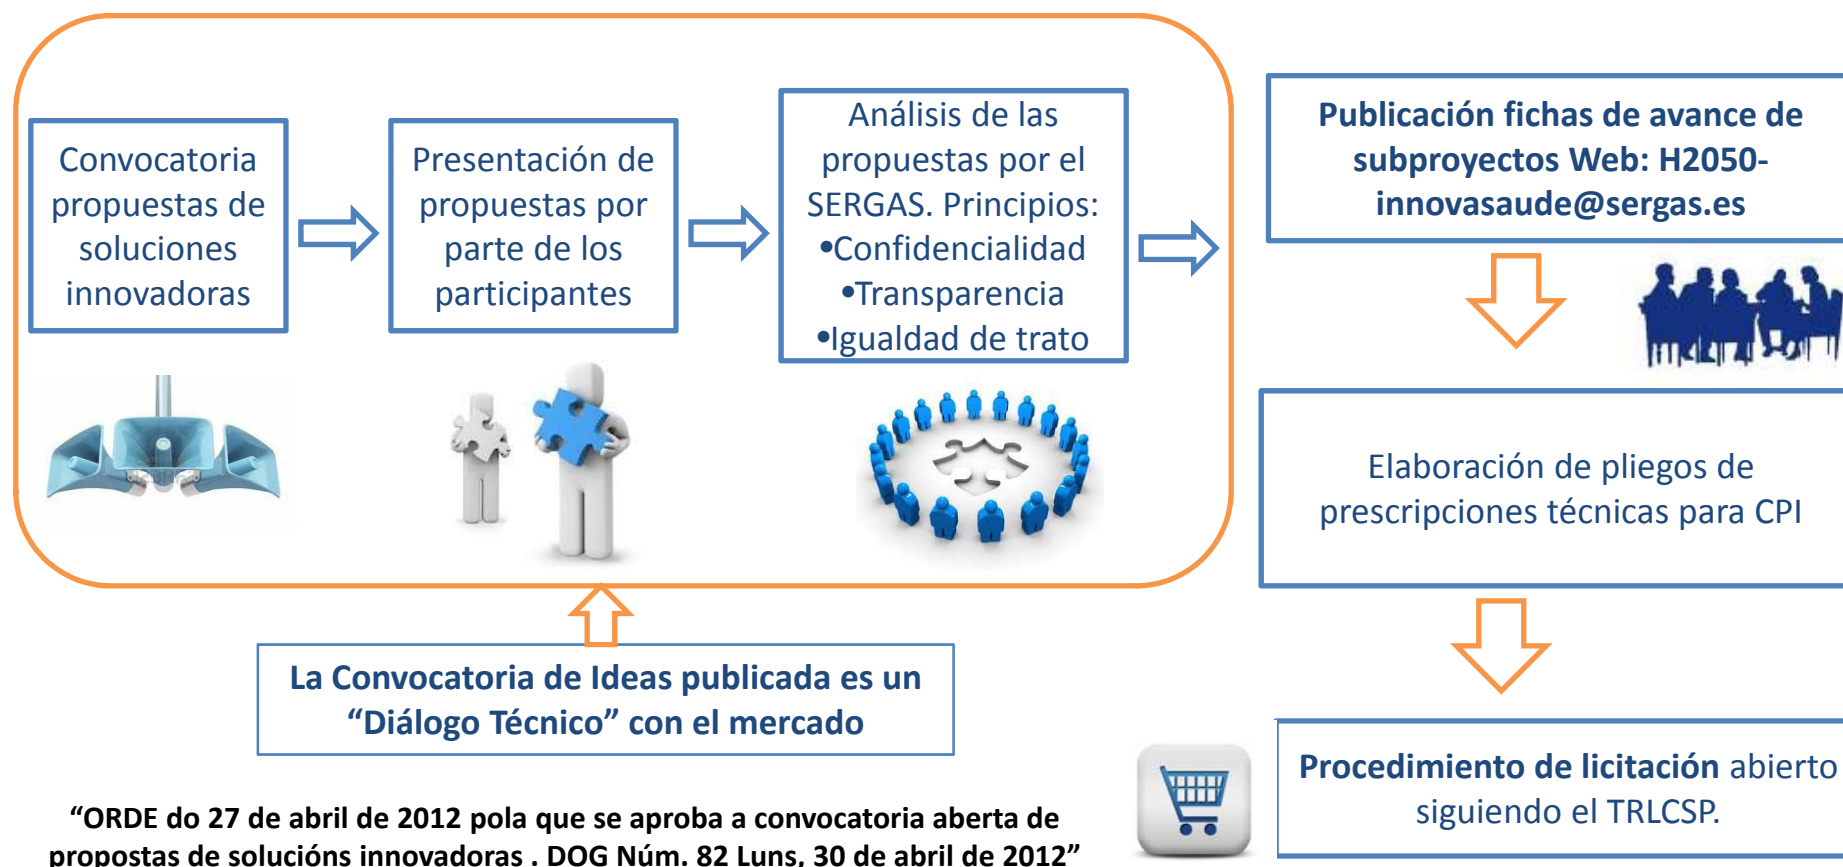 Convocatoria
propuestas de
soluciones
innovadoras
Presentación de
propuestas por
parte de los
participantes
Análisis de las
propuestas por el
SERGAS. Principios:
•Confidencialidad
•Transparencia
•Igualdad de trato
Publicación fichas de avance de
subproyectos Web: H2050-
innovasaude@sergas.es
Elaboración de pliegos de
prescripciones técnicas para CPI
La Convocatoria de Ideas publicada es un
“Diálogo Técnico” con el mercado
Procedimiento de licitación abierto
siguiendo el TRLCSP.
“ORDE do 27 de abril de 2012 pola que se aproba a convocatoria aberta de
propostas de solucións innovadoras . DOG Núm. 82 Luns, 30 de abril de 2012”